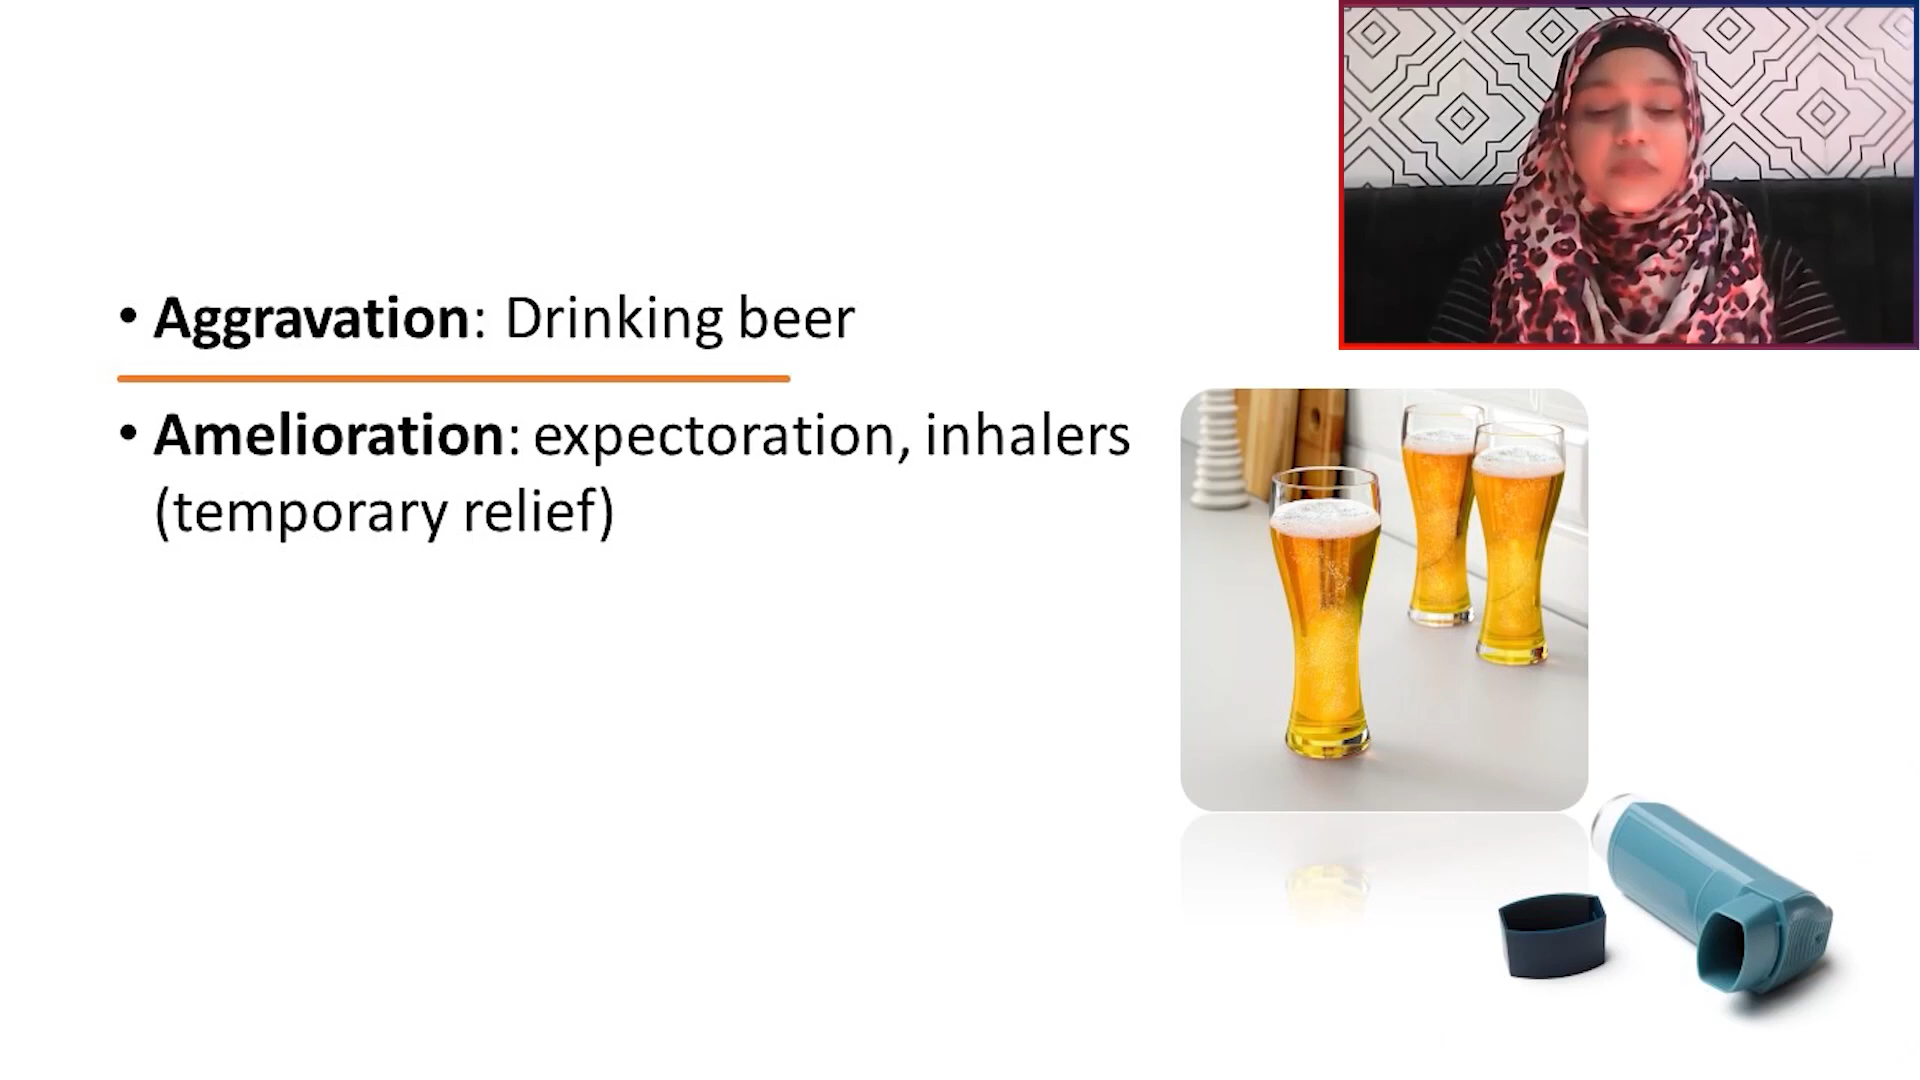 • Aggravation: Drinking beer
• Amelioration: expectoration, inhalers
(temporary relief)